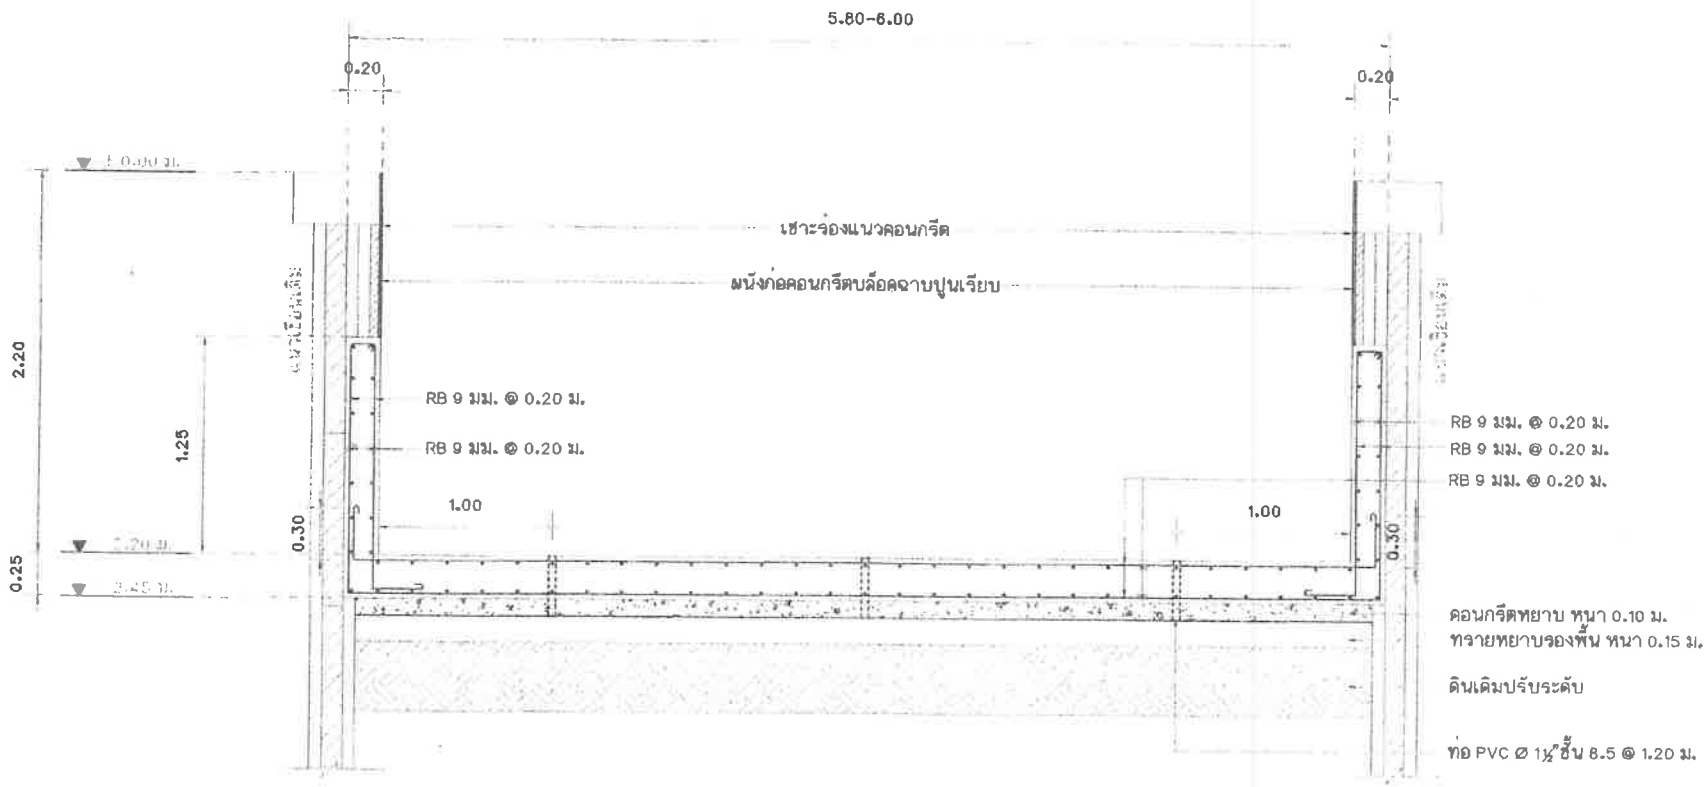 5.80-6.00
0.20
0.20
0.00 ม.
เซาะร่องแนวคอนกรีต
ผนังก่อคอนกรีตบล็อคฉาบปูนเรียบ
2.20
1.25
RB 9 มม. @ 0.20 ม.
RB 9 มม. @ 0.20 ม.
RB 9 มม. @ 0.20 ม.
RB 9 มม. @ 0.20 ม.
RB 9 มม. @ 0.20 ม.
1.00
1.00
0.30
0.30
0.25
คอนกรีตหยาบ หนา 0.10 ม.
ทรายหยาบรองพื้น หนา 0.15 ม.
ดินเดิมปรับระดับ
ท่อ PVC Ø 1½" ชั้น 8.5 @ 1.20 ม.